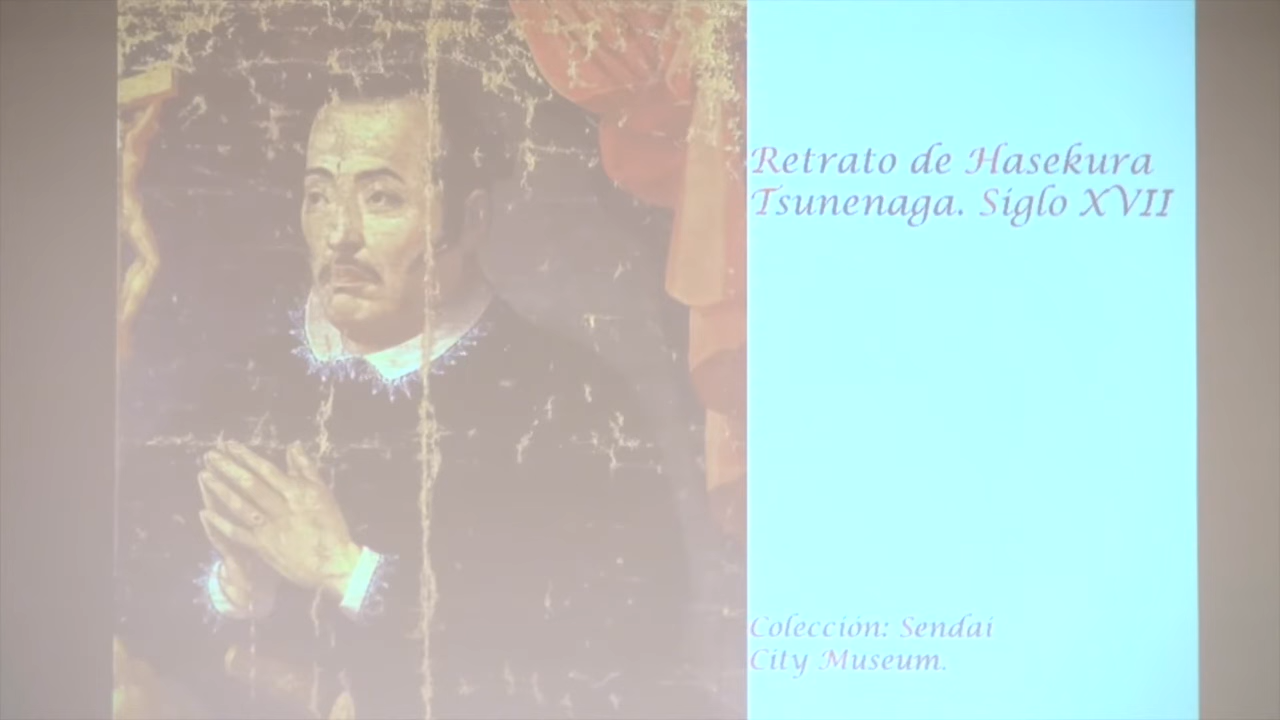 Retrato de Hasekura
Tsunenaga. Siglo XVII
Colección: Sendai
City Museum.